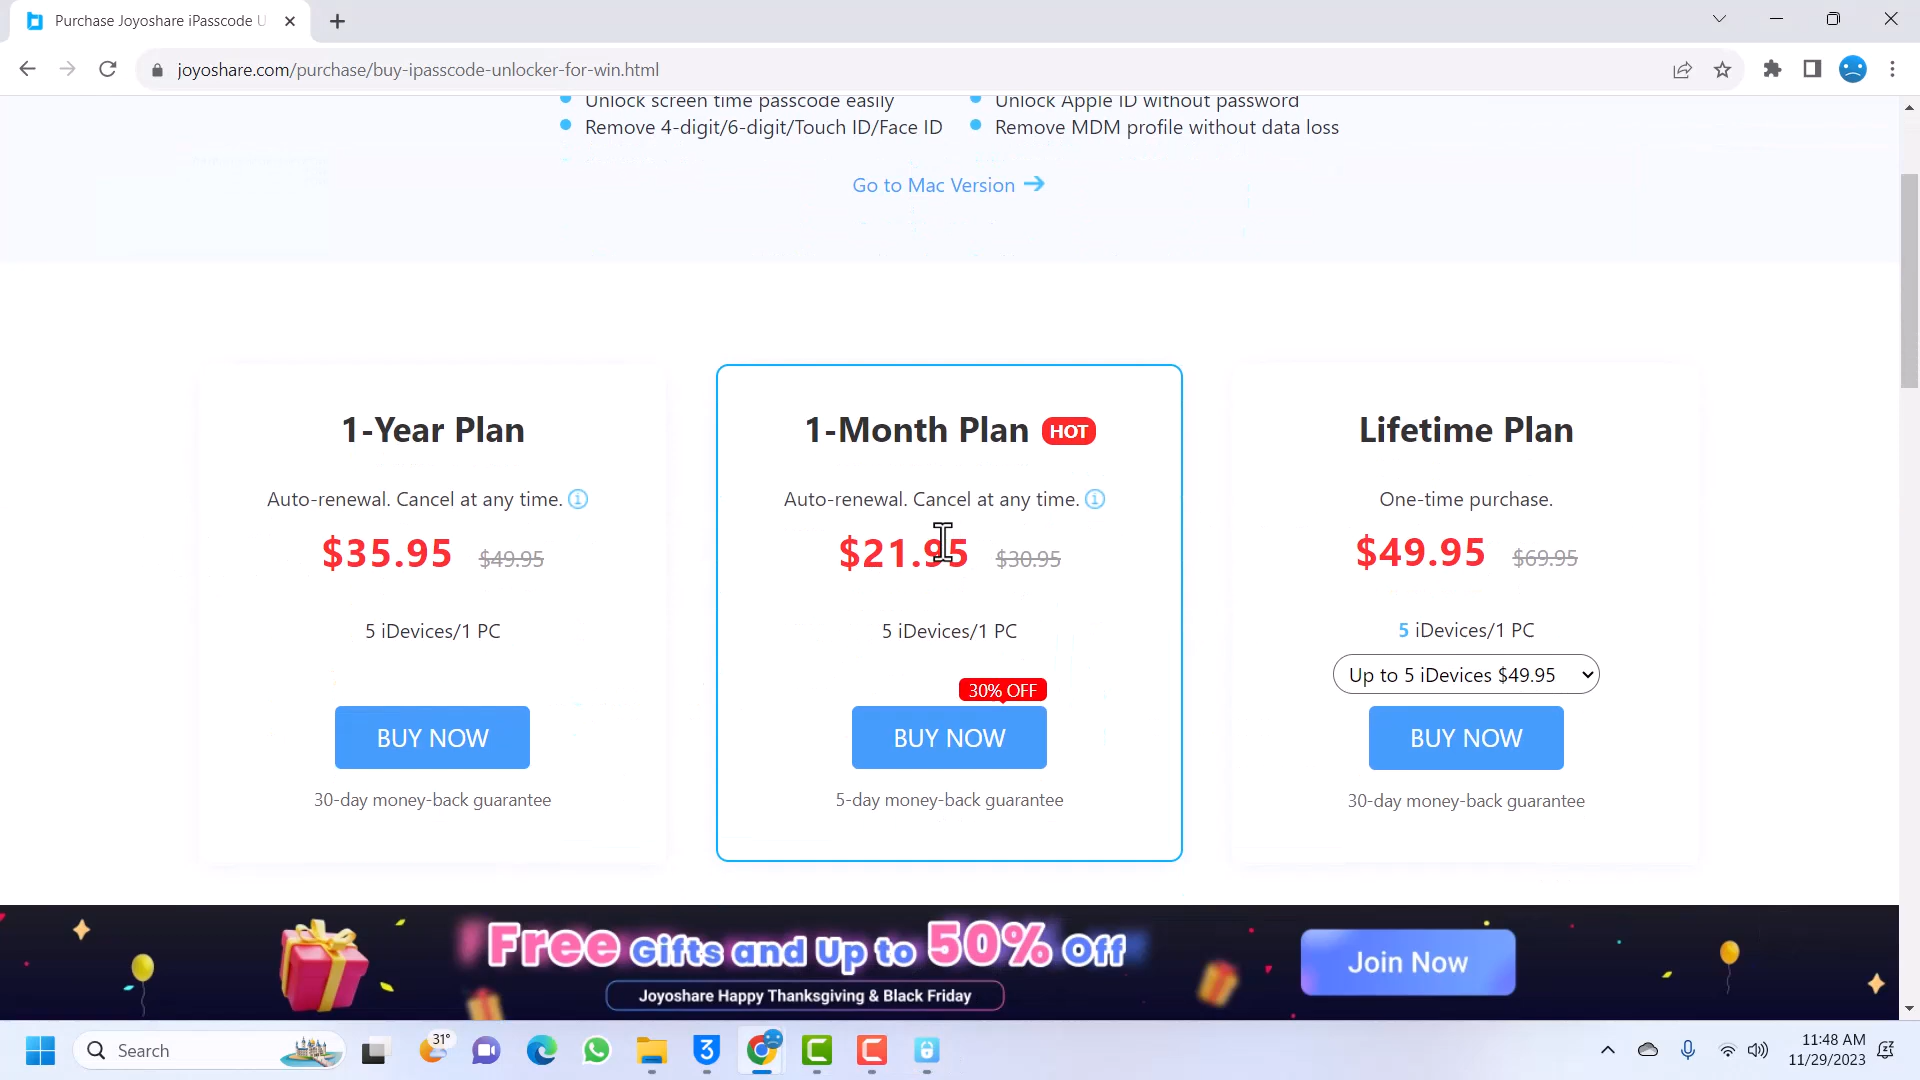 Purchase Joyoshare iPasscode U
joyoshare.com/purchase/buy-ipasscode-unlocker-for-win.html
Unlock screen time passcode easily
Unlock Apple ID without password
Remove 4-digit/6-digit/Touch ID/Face ID
Remove MDM profile without data loss
Go to Mac Version
1-Year Plan
Auto-renewal. Cancel at any time.
$35.95 $49.95
5 iDevices/1 PC
BUY NOW
30-day money-back guarantee
1-Month Plan HOT
Auto-renewal. Cancel at any time.
$21.95 $30.95
5 iDevices/1 PC
30% OFF
BUY NOW
5-day money-back guarantee
Lifetime Plan
One-time purchase.
$49.95 $69.95
5 iDevices/1 PC
Up to 5 iDevices $49.95
BUY NOW
30-day money-back guarantee
Free Gifts and Up to 50% Off
Joyoshare Happy Thanksgiving & Black Friday
Join Now
Search
31°
11:48 AM
11/29/2023